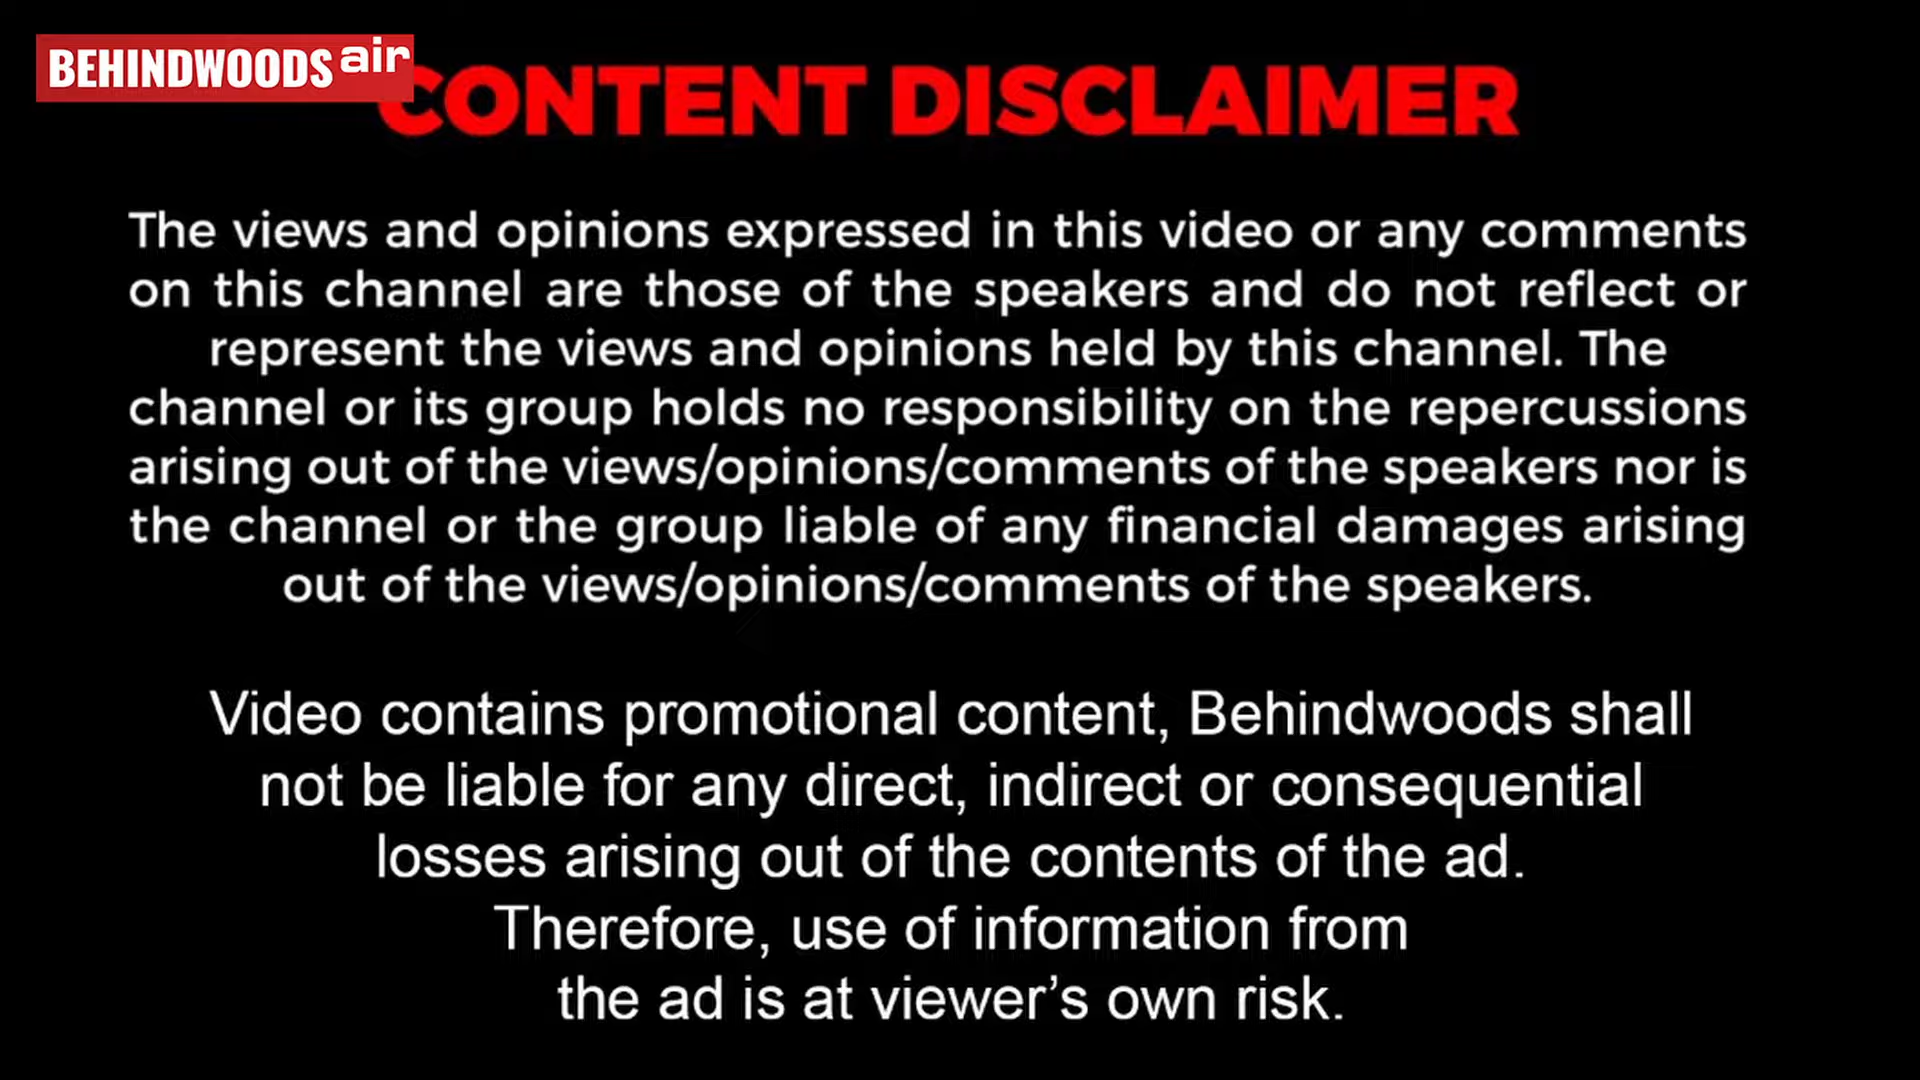 BEHINDWOODS air
CONTENT DISCLAIMER
The views and opinions expressed in this video or any comments
on this channel are those of the speakers and do not reflect or
represent the views and opinions held by this channel. The
channel or its group holds no responsibility on the repercussions
arising out of the views/opinions/comments of the speakers nor is
the channel or the group liable of any financial damages arising
out of the views/opinions/comments of the speakers.
Video contains promotional content, Behindwoods shall
not be liable for any direct, indirect or consequential
losses arising out of the contents of the ad.
Therefore, use of information from
the ad is at viewer’s own risk.